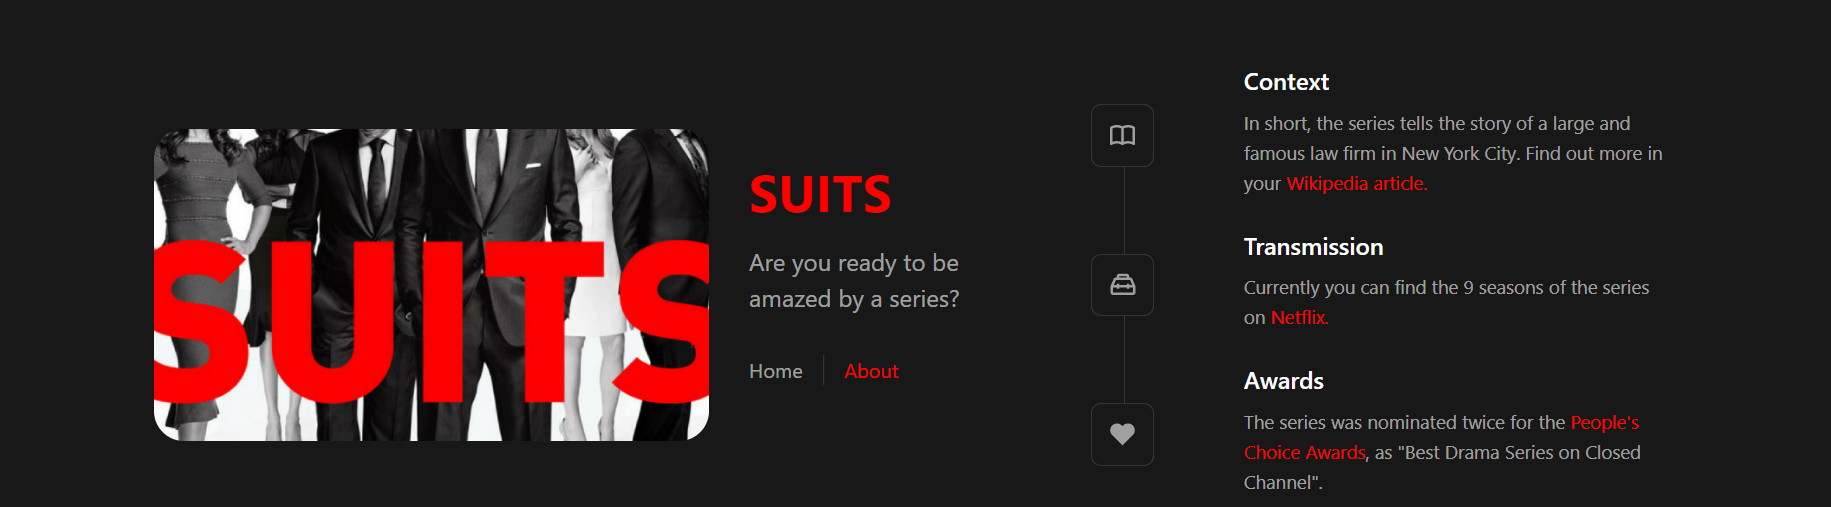 SUITS
SUITS
Are you ready to be
amazed by a series?
Home
About
Context
In short, the series tells the story of a large and
famous law firm in New York City. Find out more in
your Wikipedia article.
Transmission
Currently you can find the 9 seasons of the series
on Netflix.
Awards
The series was nominated twice for the People's
Choice Awards, as "Best Drama Series on Closed
Channel".